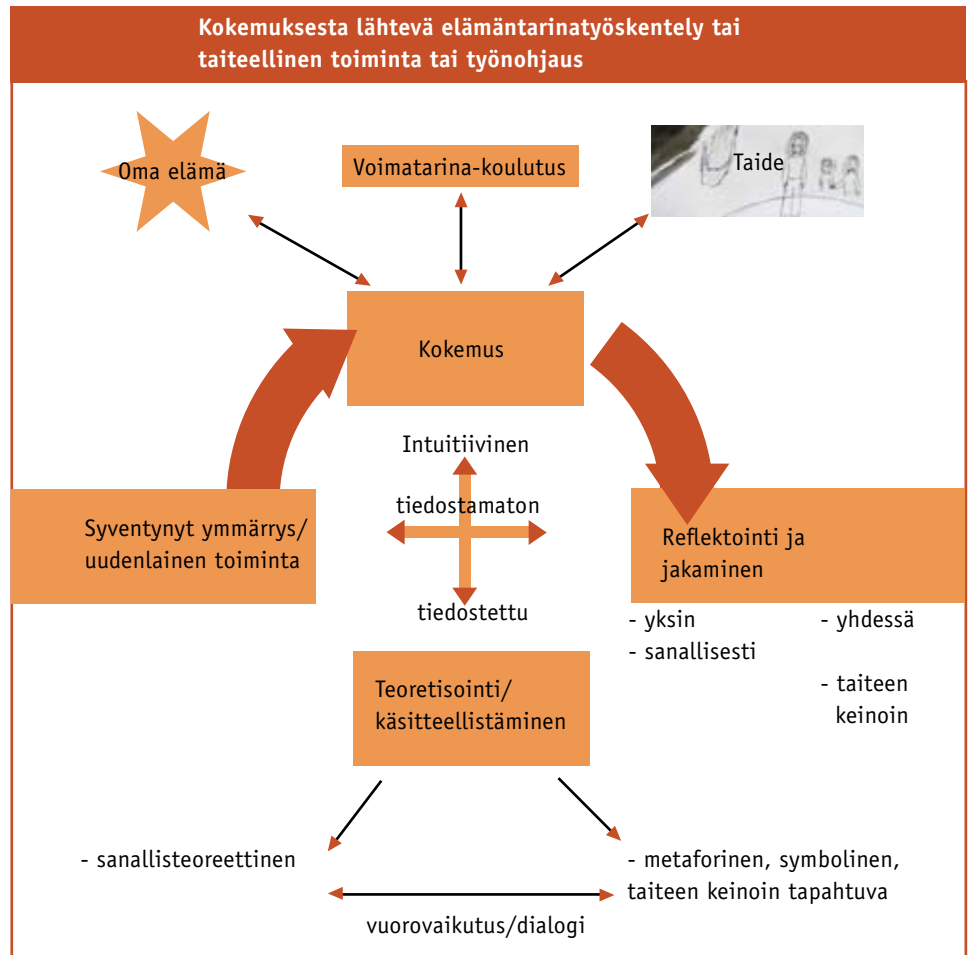 Kokemuksesta lähtevä elämäntarinatyöskentely tai
taiteellinen toiminta tai työnohjaus
Oma elämä
Voimatarina-koulutus
Taide
Kokemus
Intuitiivinen
tiedostamaton
tiedostettu
Syventynyt ymmärrys/
uudenlainen toiminta
Reflektointi ja
jakaminen
- yksin
- sanallisesti
- yhdessä
- taiteen
keinoin
Teoretisointi/
käsitteellistäminen
- sanallisteoreettinen
- metaforinen, symbolinen,
taiteen keinoin tapahtuva
vuorovaikutus/dialogi